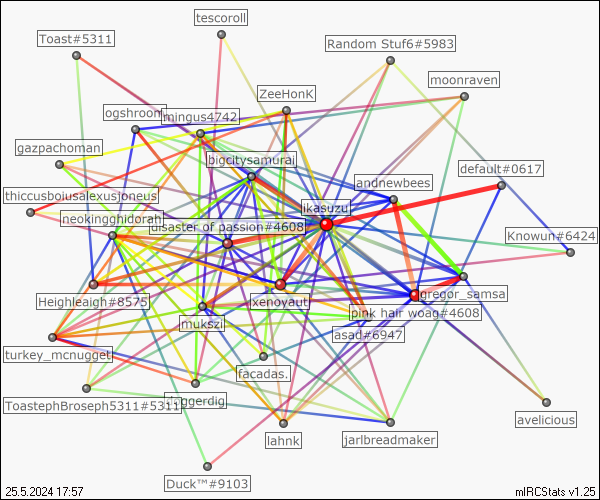 tescoroll
Toast#5311
Random Stuf6#5983
moonraven
ZeeHonK
ogshroom
mingus4742
gazpachoman
bigcitysamurai
default#0617
andnewbees
thiccusboiusalexusjoneus
ikasuzu
neokingghidorah
disaster of passion#4608
Knowun#6424
gregor_samsa
Heighleaigh#8575
xenoyaut
pink hair woag#4608
mukszil
asad#6947
turkey_mcnugget
facadas.
ToastephBroseph5311#5311
avelicious
lahnk
jarlbreadmaker
Duck™#9103
25.5.2024 17:57
mIRCStats v1.25